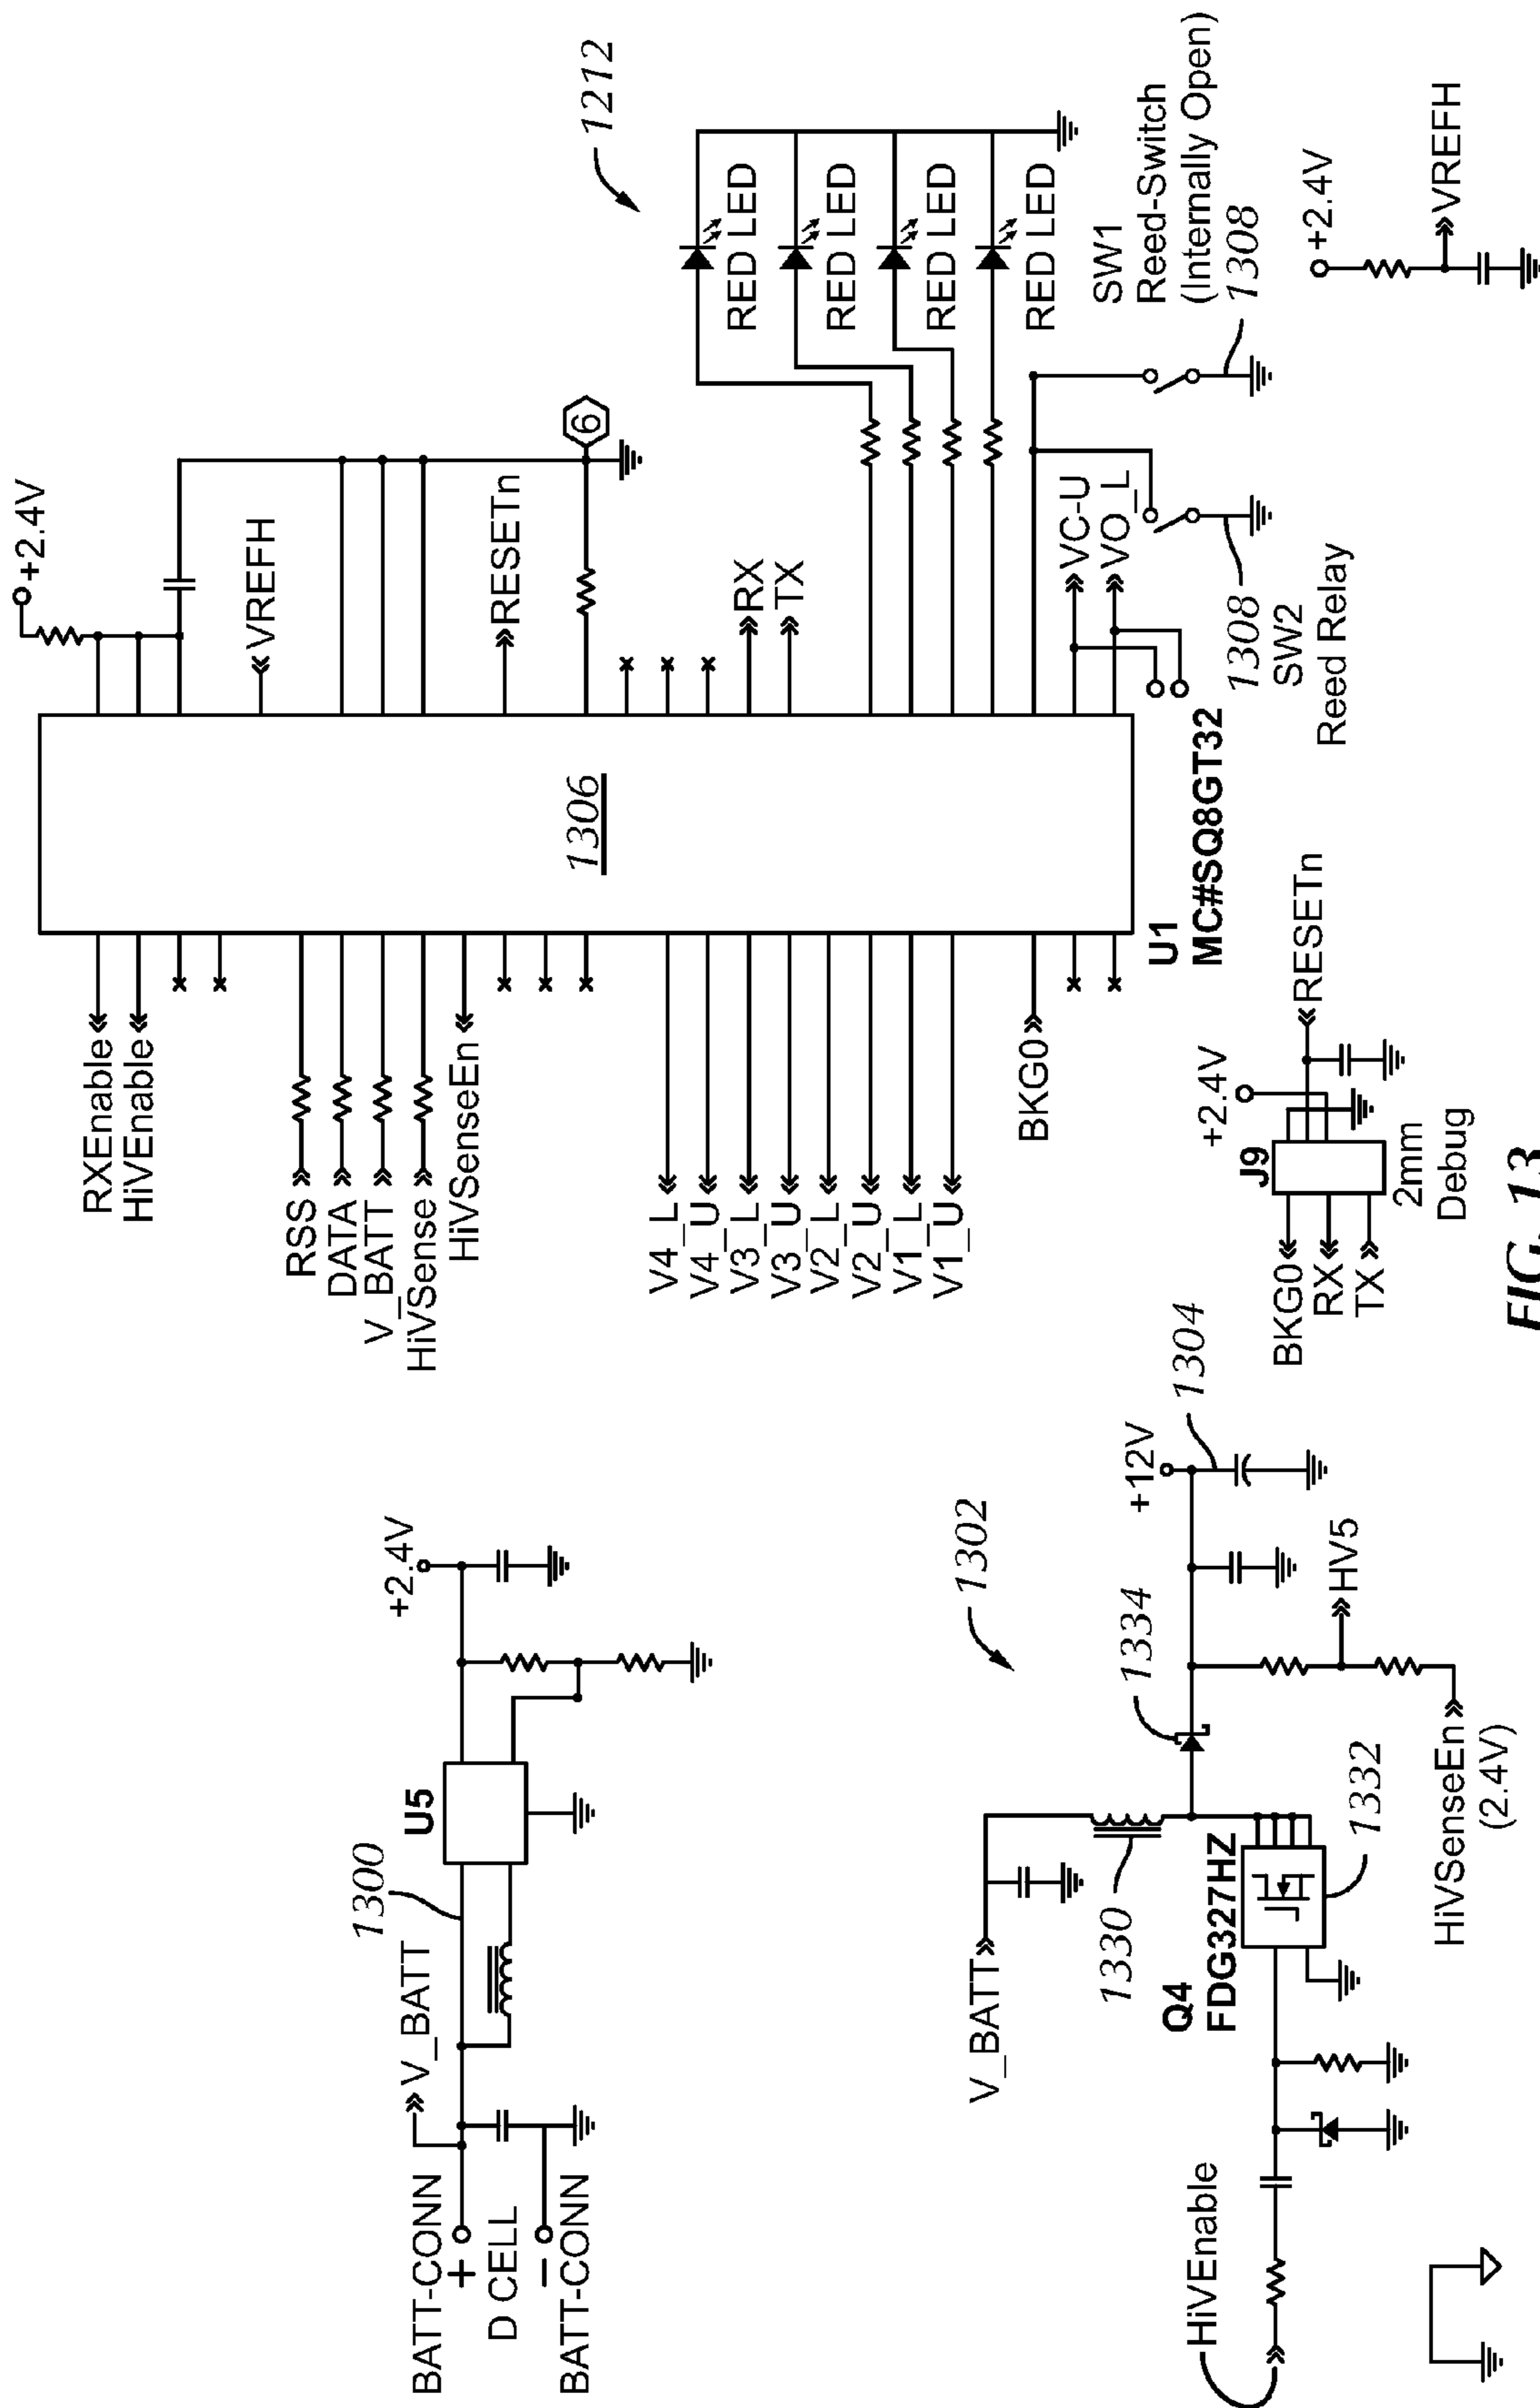 BATT-CONN
+
D CELL
−
BATT-CONN
V_BATT
1300
U5
+2.4V
HiVEnable
V_BATT
1330
Q4
FDG327HZ
1332
1334
1302
HiVSenseEn
(2.4V)
HV5
+12V
1304
RXEnable
HiVEnable
RSS
DATA
V_BATT
HiVSense
HiVSenseEn
V4_L
V4_U
V3_L
V3_U
V2_L
V2_U
V1_L
V1_U
BKG0
1306
U1
MC#SQ8GT32
+2.4V
VREFH
6
RESETn
RX
TX
1212
RED LED
RED LED
RED LED
RED LED
VC-U
VO_L
SW1
Reed-Switch
(Internally Open)
1308
1308
SW2
Reed Relay
BKG0
RX
TX
J9
2mm
Debug
+2.4V
RESETn
+2.4V
VREFH
FIG. 13